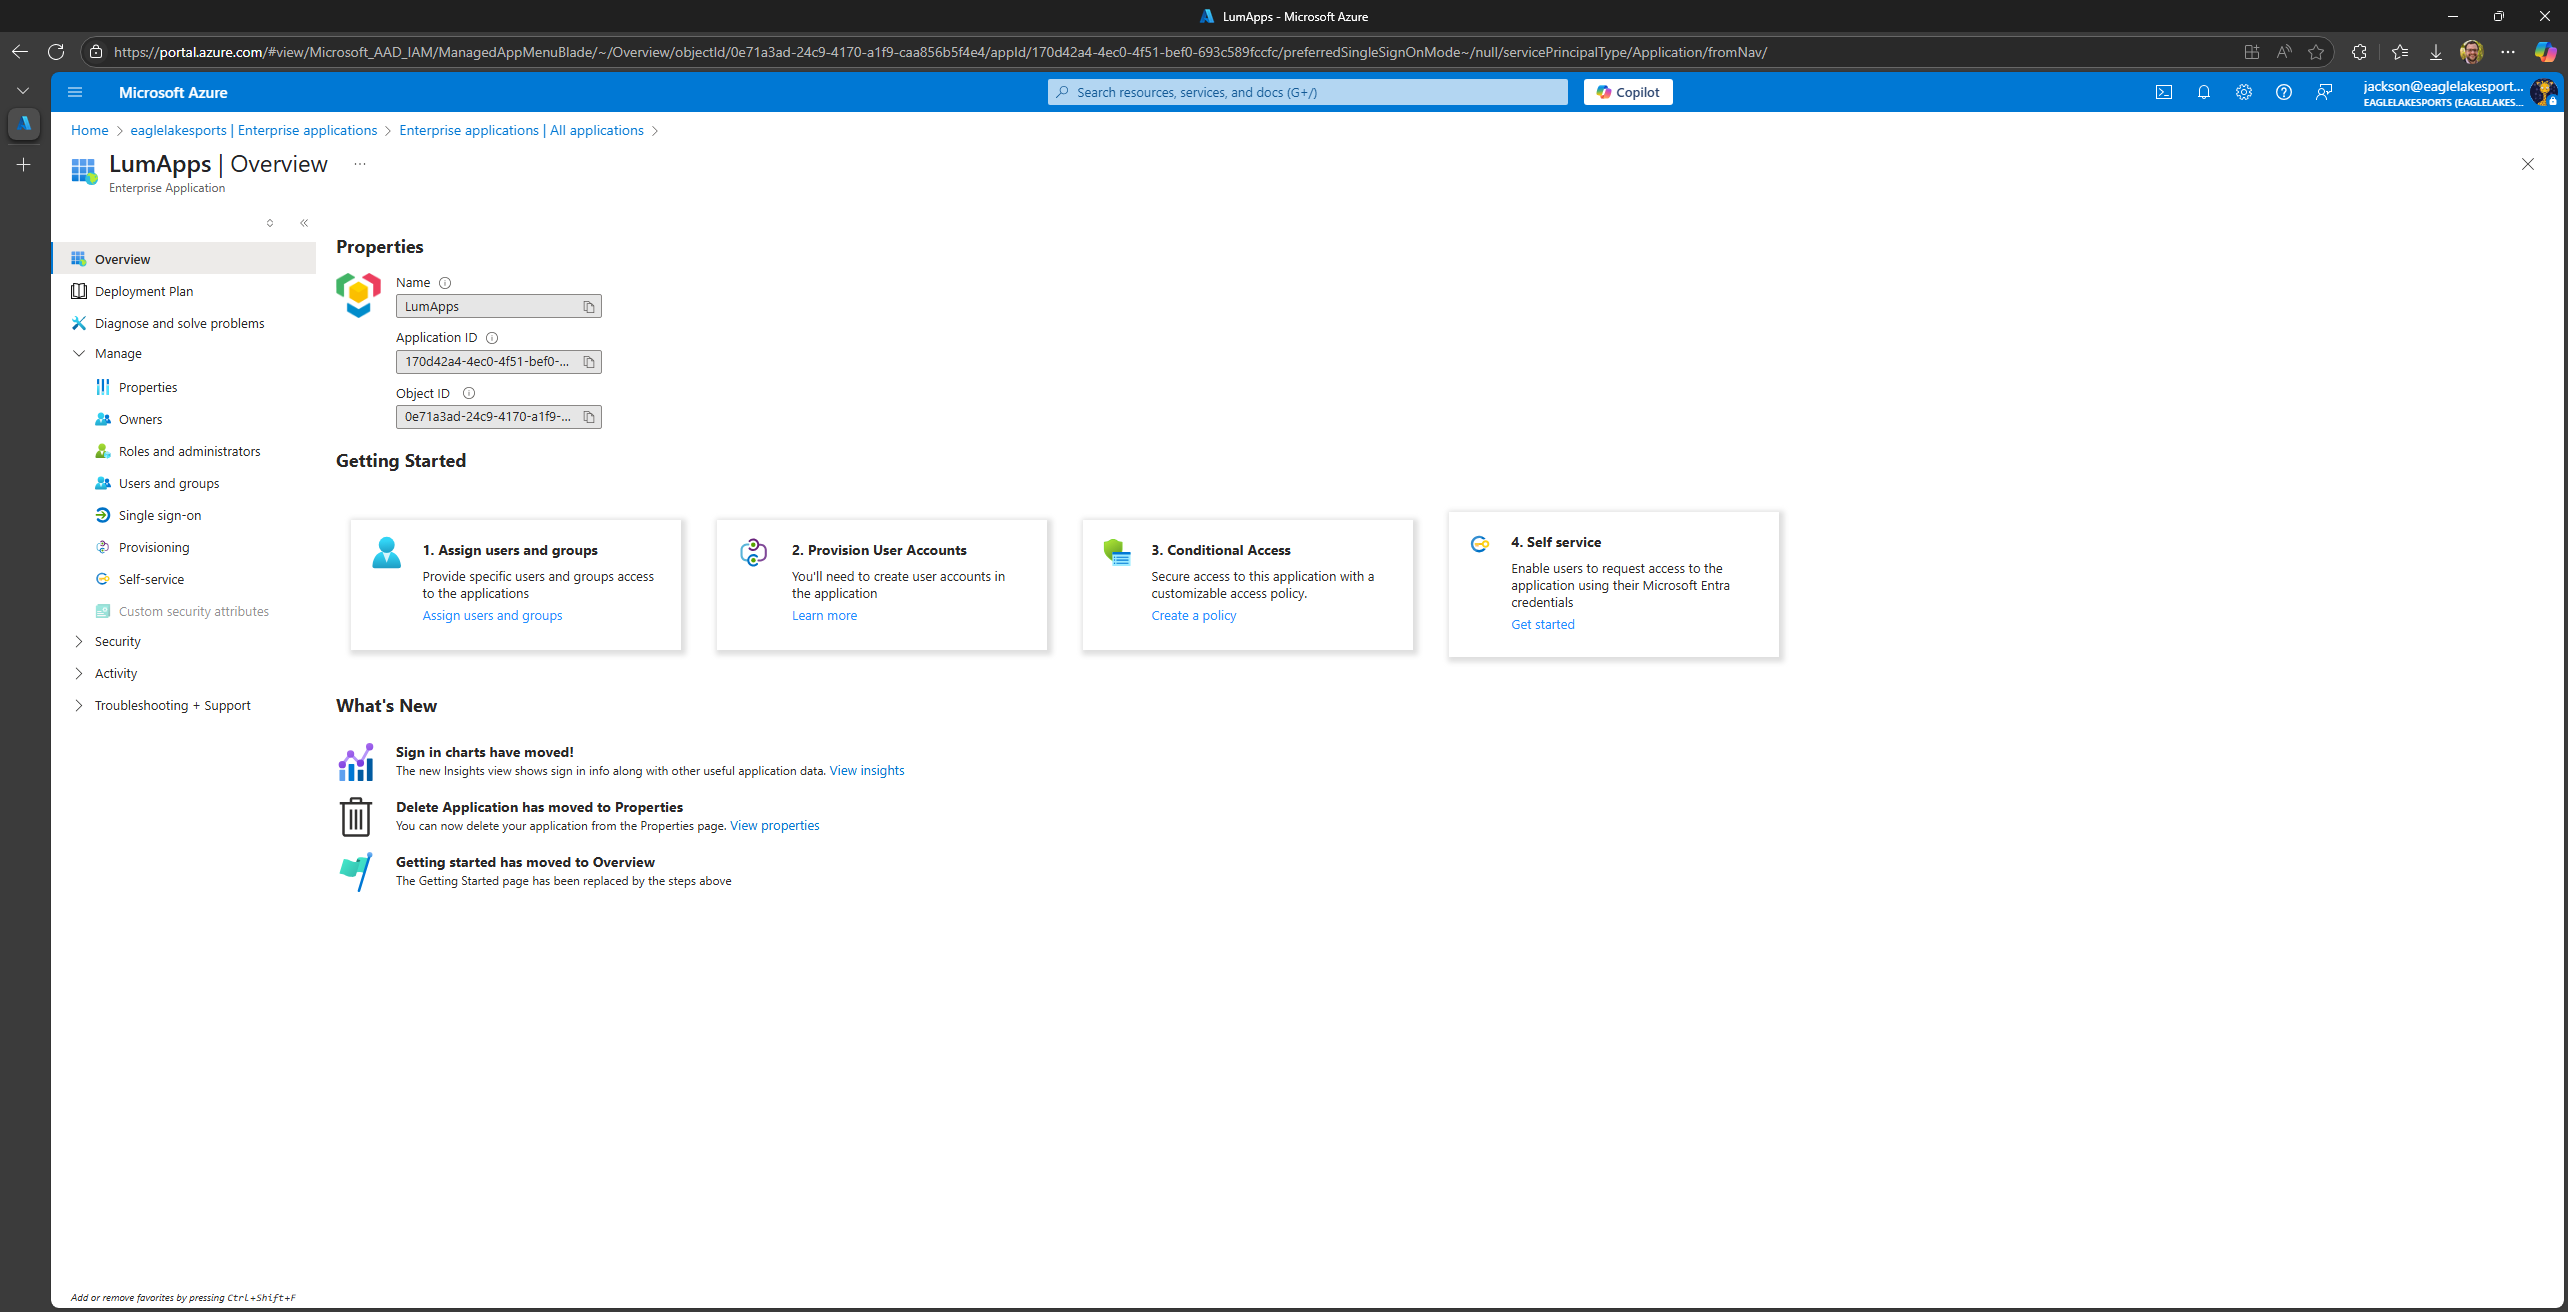 LumApps - Microsoft Azure
https://portal.azure.com/#view/Microsoft_AAD_IAM/ManagedAppMenuBlade/~/Overview/objectId/0e71a3ad-24c9-4170-a1f9-caa856b5f4e4/appId/170d42a4-4ec0-4f51-bef0-693c589fccfc/preferredSingleSignOnMode~/null/servicePrincipalType/Application/fromNav/
Microsoft Azure
Search resources, services, and docs (G+/)
Copilot
jackson@eaglelakesport...
EAGLELAKESPORTS (EAGLELAKES...
Home > eaglelakesports | Enterprise applications > Enterprise applications | All applications >
LumApps | Overview ...
Enterprise Application
Overview
Deployment Plan
Diagnose and solve problems
Manage
Properties
Owners
Roles and administrators
Users and groups
Single sign-on
Provisioning
Self-service
Custom security attributes
Security
Activity
Troubleshooting + Support
Properties
Name
LumApps
Application ID
170d42a4-4ec0-4f51-bef0-...
Object ID
0e71a3ad-24c9-4170-a1f9-...
Getting Started
1. Assign users and groups
Provide specific users and groups access
to the applications
Assign users and groups
2. Provision User Accounts
You'll need to create user accounts in
the application
Learn more
3. Conditional Access
Secure access to this application with a
customizable access policy.
Create a policy
4. Self service
Enable users to request access to the
application using their Microsoft Entra
credentials
Get started
What's New
Sign in charts have moved!
The new Insights view shows sign in info along with other useful application data. View insights
Delete Application has moved to Properties
You can now delete your application from the Properties page. View properties
Getting started has moved to Overview
The Getting Started page has been replaced by the steps above
Add or remove favorites by pressing Ctrl+Shift+F